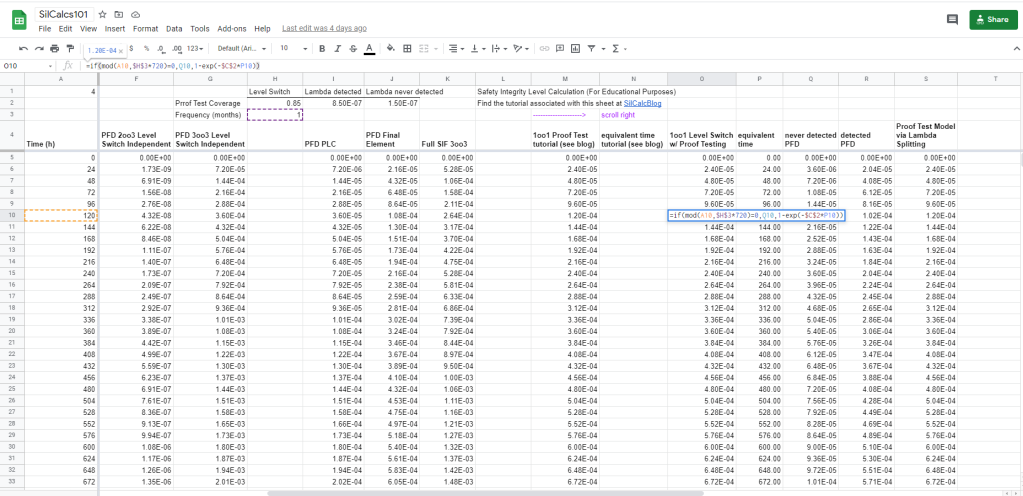 SilCalcs101
File Edit View Insert Format Data Tools Add-ons Help Last edit was 4 days ago
Share
1.20E-04 × $ % .0 .00 123 Default (Ari... 10 B I S A
O10 fx =if(mod(A10,$H$3*720)=0,Q10,1-exp(-$C$2*P10))
A F G H I J K L M N O P Q R S T
1 4 Level Switch Lambda detected Lambda never detected Safety Integrity Level Calculation (For Educational Purposes)
2 Prrof Test Coverage 0.85 8.50E-07 1.50E-07 Find the tutorial associated with this sheet at SilCalcBlog
3 Frequency (months) 1 --------------------> scroll right
4 Time (h) PFD 2oo3 Level Switch Independent PFD 3oo3 Level Switch Independent PFD PLC PFD Final Element Full SIF 3oo3 1oo1 Proof Test tutorial (see blog) equivalent time tutorial (see blog) 1oo1 Level Switch w/ Proof Testing equivalent time never detected PFD detected PFD Proof Test Model via Lambda Splitting
5 0 0.00E+00 0.00E+00 0.00E+00 0.00E+00 0.00E+00 0.00E+00 0.00E+00 0.00 0.00E+00 0.00E+00 0.00E+00
6 24 1.73E-09 7.20E-05 7.20E-06 2.16E-05 5.28E-05 2.40E-05 2.40E-05 24.00 3.60E-06 2.04E-05 2.40E-05
7 48 6.91E-09 1.44E-04 1.44E-05 4.32E-05 1.06E-04 4.80E-05 4.80E-05 48.00 7.20E-06 4.08E-05 4.80E-05
8 72 1.56E-08 2.16E-04 2.16E-05 6.48E-05 1.58E-04 7.20E-05 7.20E-05 72.00 1.08E-05 6.12E-05 7.20E-05
9 96 2.76E-08 2.88E-04 2.88E-05 8.64E-05 2.11E-04 9.60E-05 9.60E-05 96.00 1.44E-05 8.16E-05 9.60E-05
10 120 4.32E-08 3.60E-04 3.60E-05 1.08E-04 2.64E-04 1.20E-04 =if(mod(A10,$H$3*720)=0,Q10,1-exp(-$C$2*P10)) 1.02E-04 1.20E-04
11 144 6.22E-08 4.32E-04 4.32E-05 1.30E-04 3.17E-04 1.44E-04 1.44E-04 144.00 2.16E-05 1.22E-04 1.44E-04
12 168 8.46E-08 5.04E-04 5.04E-05 1.51E-04 3.70E-04 1.68E-04 1.68E-04 168.00 2.52E-05 1.43E-04 1.68E-04
13 192 1.11E-07 5.76E-04 5.76E-05 1.73E-04 4.22E-04 1.92E-04 1.92E-04 192.00 2.88E-05 1.63E-04 1.92E-04
14 216 1.40E-07 6.48E-04 6.48E-05 1.94E-04 4.75E-04 2.16E-04 2.16E-04 216.00 3.24E-05 1.84E-04 2.16E-04
15 240 1.73E-07 7.20E-04 7.20E-05 2.16E-04 5.28E-04 2.40E-04 2.40E-04 240.00 3.60E-05 2.04E-04 2.40E-04
16 264 2.09E-07 7.92E-04 7.92E-05 2.38E-04 5.81E-04 2.64E-04 2.64E-04 264.00 3.96E-05 2.24E-04 2.64E-04
17 288 2.49E-07 8.64E-04 8.64E-05 2.59E-04 6.33E-04 2.88E-04 2.88E-04 288.00 4.32E-05 2.45E-04 2.88E-04
18 312 2.92E-07 9.36E-04 9.36E-05 2.81E-04 6.86E-04 3.12E-04 3.12E-04 312.00 4.68E-05 2.65E-04 3.12E-04
19 336 3.38E-07 1.01E-03 1.01E-04 3.02E-04 7.39E-04 3.36E-04 3.36E-04 336.00 5.04E-05 2.86E-04 3.36E-04
20 360 3.89E-07 1.08E-03 1.08E-04 3.24E-04 7.92E-04 3.60E-04 3.60E-04 360.00 5.40E-05 3.06E-04 3.60E-04
21 384 4.42E-07 1.15E-03 1.15E-04 3.46E-04 8.44E-04 3.84E-04 3.84E-04 384.00 5.76E-05 3.26E-04 3.84E-04
22 408 4.99E-07 1.22E-03 1.22E-04 3.67E-04 8.97E-04 4.08E-04 4.08E-04 408.00 6.12E-05 3.47E-04 4.08E-04
23 432 5.59E-07 1.30E-03 1.30E-04 3.89E-04 9.50E-04 4.32E-04 4.32E-04 432.00 6.48E-05 3.67E-04 4.32E-04
24 456 6.23E-07 1.37E-03 1.37E-04 4.10E-04 1.00E-03 4.56E-04 4.56E-04 456.00 6.84E-05 3.88E-04 4.56E-04
25 480 6.91E-07 1.44E-03 1.44E-04 4.32E-04 1.06E-03 4.80E-04 4.80E-04 480.00 7.20E-05 4.08E-04 4.80E-04
26 504 7.61E-07 1.51E-03 1.51E-04 4.53E-04 1.11E-03 5.04E-04 5.04E-04 504.00 7.56E-05 4.28E-04 5.04E-04
27 528 8.36E-07 1.58E-03 1.58E-04 4.75E-04 1.16E-03 5.28E-04 5.28E-04 528.00 7.92E-05 4.49E-04 5.28E-04
28 552 9.13E-07 1.65E-03 1.66E-04 4.97E-04 1.21E-03 5.52E-04 5.52E-04 552.00 8.28E-05 4.69E-04 5.52E-04
29 576 9.94E-07 1.73E-03 1.73E-04 5.18E-04 1.27E-03 5.76E-04 5.76E-04 576.00 8.64E-05 4.89E-04 5.76E-04
30 600 1.08E-06 1.80E-03 1.80E-04 5.40E-04 1.32E-03 6.00E-04 6.00E-04 600.00 9.00E-05 5.10E-04 6.00E-04
31 624 1.17E-06 1.87E-03 1.87E-04 5.61E-04 1.37E-03 6.24E-04 6.24E-04 624.00 9.36E-05 5.30E-04 6.24E-04
32 648 1.26E-06 1.94E-03 1.94E-04 5.83E-04 1.42E-03 6.48E-04 6.48E-04 648.00 9.72E-05 5.51E-04 6.48E-04
33 672 1.35E-06 2.01E-03 2.02E-04 6.05E-04 1.48E-03 6.72E-04 6.72E-04 672.00 1.01E-04 5.71E-04 6.72E-04